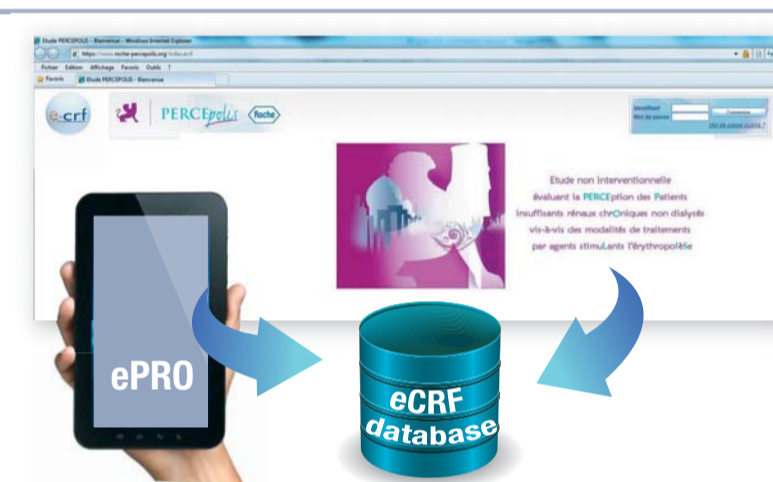 Etude PERCEPOLIS - Bienvenue - Windows Internet Explorer
Fichier Edition Affichage Favoris Outils ?
Favoris Etude PERCEPOLIS - Bienvenue
e-crf
PERCEpolis Roche
Identifiant
Mot de passe
Connexion
Etude non interventionnelle
évaluant la PERCEption des Patients
insuffisants rénaux chrOniques non dialysés
vis-à-vis des modalités de traitements
par agents stimuLants l'érythropoIèSe
ePRO
eCRF
database